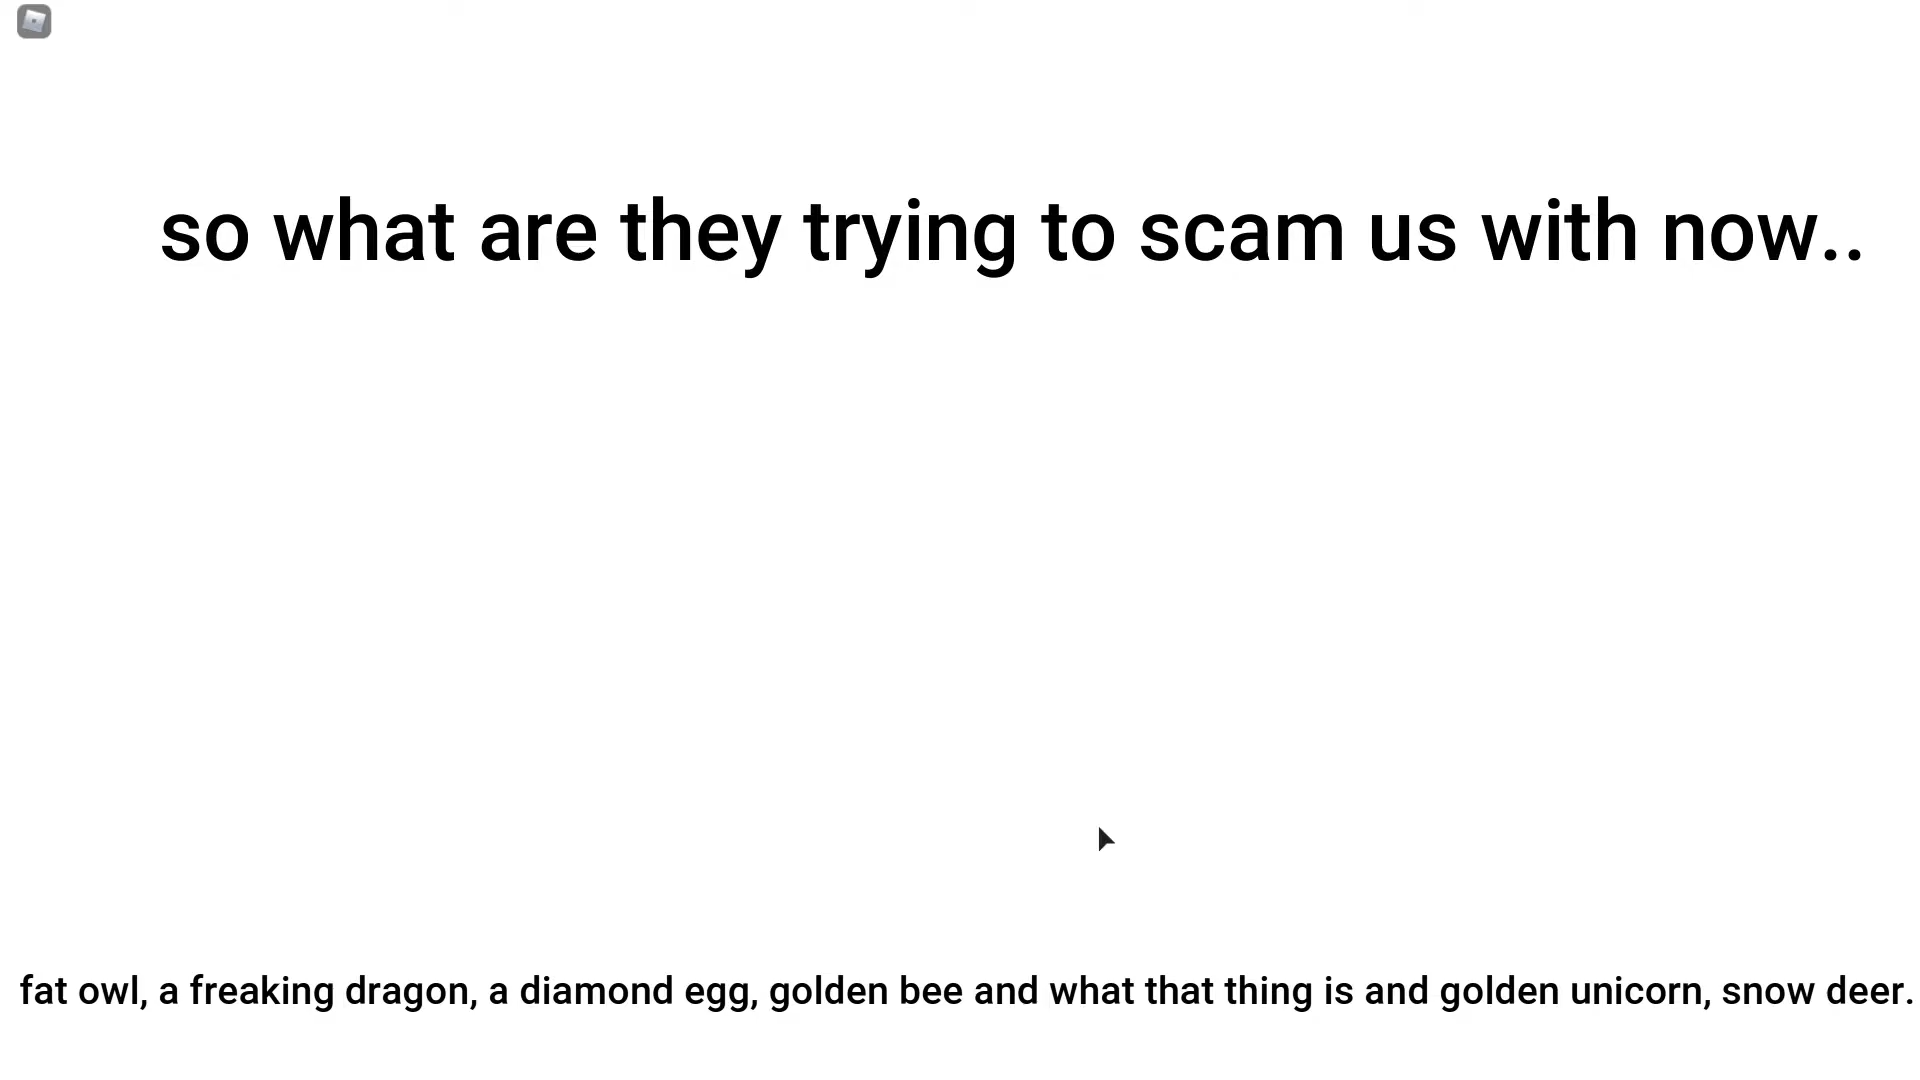 so what are they trying to scam us with now..
fat owl, a freaking dragon, a diamond egg, golden bee and what that thing is and golden unicorn, snow deer.